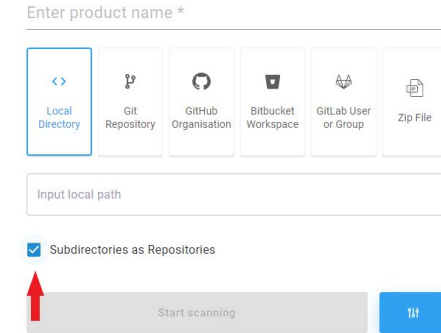 Enter product name *
Local Directory
Git Repository
GitHub Organisation
Bitbucket Workspace
GitLab User or Group
ZIP
Zip File
Input local path
Subdirectories as Repositories
Start scanning